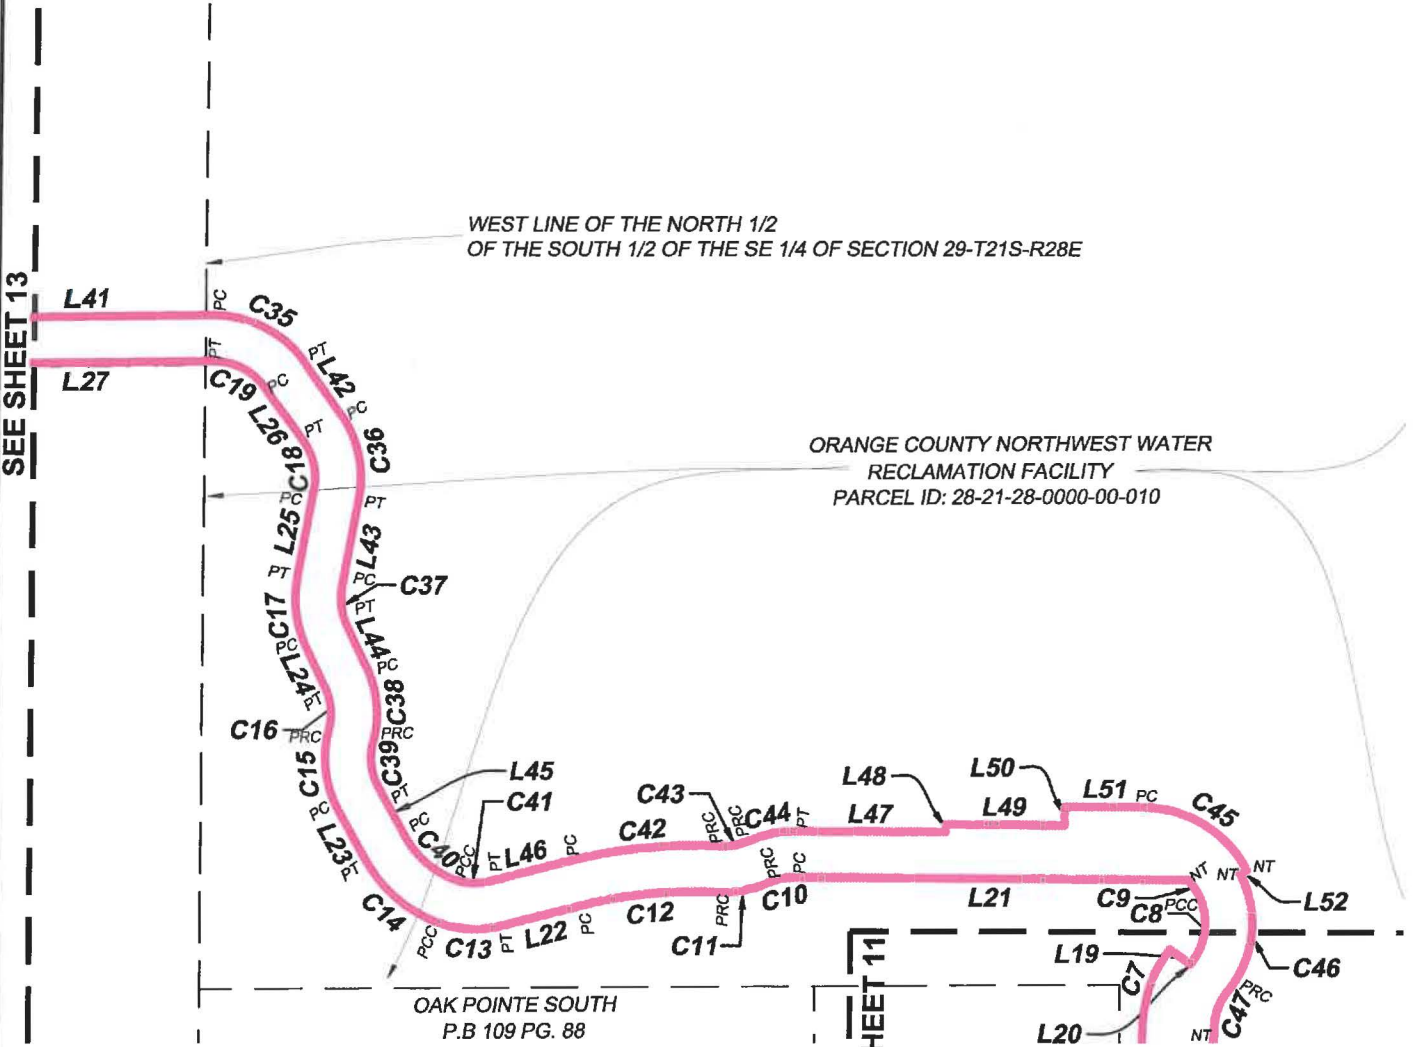 WEST LINE OF THE NORTH 1/2
OF THE SOUTH 1/2 OF THE SE 1/4 OF SECTION 29-T21S-R28E
SEE SHEET 13
L41
PC
C35
PT
L42
PC
L27
PT
C19
PC
L26
PT
C36
C18
PC
PT
ORANGE COUNTY NORTHWEST WATER
RECLAMATION FACILITY
PARCEL ID: 28-21-28-0000-00-010
L25
L43
PT
PC
C37
PT
C17
L44
PC
PC
L24
PT
C38
C16
PRC
PRC
C15
C39
PT
L45
C41
PC
PC
L23
PT
C40
PCC
PT
L46
PC
C42
C43
PRC
PRC
C44
PT
L47
L48
L49
L50
L51
PC
C45
C14
PCC
C13
PT
L22
PC
C12
PRC
C11
PRC
C10
PC
L21
C9
NT
NT
NT
L52
C8
PCC
L19
C7
C46
PRC
C47
L20
NT
HEET 11
OAK POINTE SOUTH
P.B 109 PG. 88